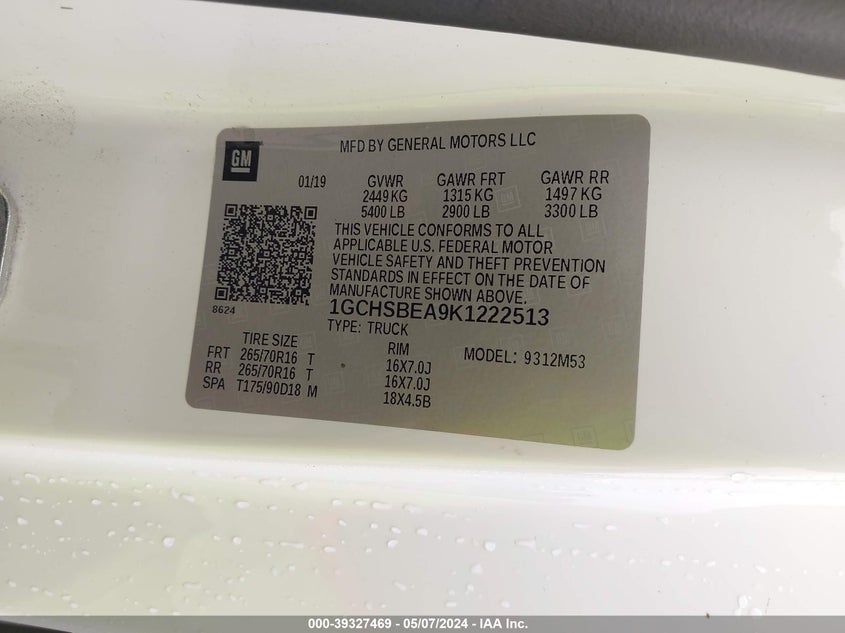 MFD BY GENERAL MOTORS LLC
GM
01/19 GVWR GAWR FRT GAWR RR
2449 KG 1315 KG 1497 KG
5400 LB 2900 LB 3300 LB
THIS VEHICLE CONFORMS TO ALL
APPLICABLE U.S. FEDERAL MOTOR
VEHICLE SAFETY AND THEFT PREVENTION
STANDARDS IN EFFECT ON THE DATE OF
MANUFACTURE SHOWN ABOVE.
8624
1GCHSBEA9K1222513
TYPE: TRUCK
TIRE SIZE RIM MODEL: 9312M53
FRT 265/70R16 T 16X7.0J
RR 265/70R16 T 16X7.0J
SPA T175/90D18 M 18X4.5B
000-39327469 - 05/07/2024 - IAA Inc.